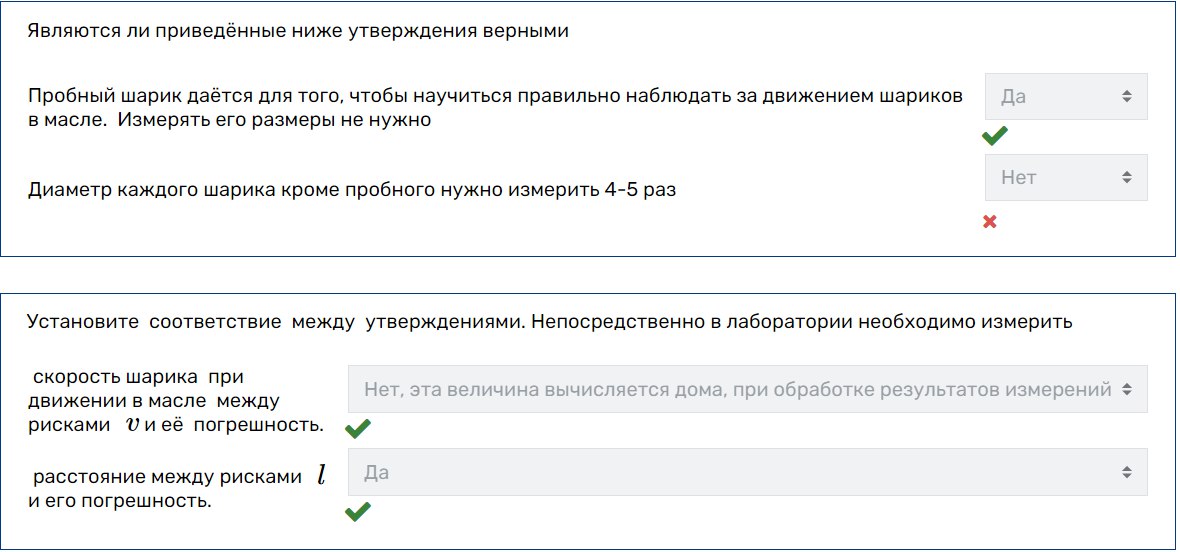 Являются ли приведённые ниже утверждения верными
Пробный шарик даётся для того, чтобы научиться правильно наблюдать за движением шариков
в масле. Измерять его размеры не нужно
Да
Диаметр каждого шарика кроме пробного нужно измерить 4-5 раз
Нет
Установите соответствие между утверждениями. Непосредственно в лаборатории необходимо измерить
скорость шарика при
движении в масле между
рисками v и её погрешность.
Нет, эта величина вычисляется дома, при обработке результатов измерений
расстояние между рисками l
и его погрешность.
Да